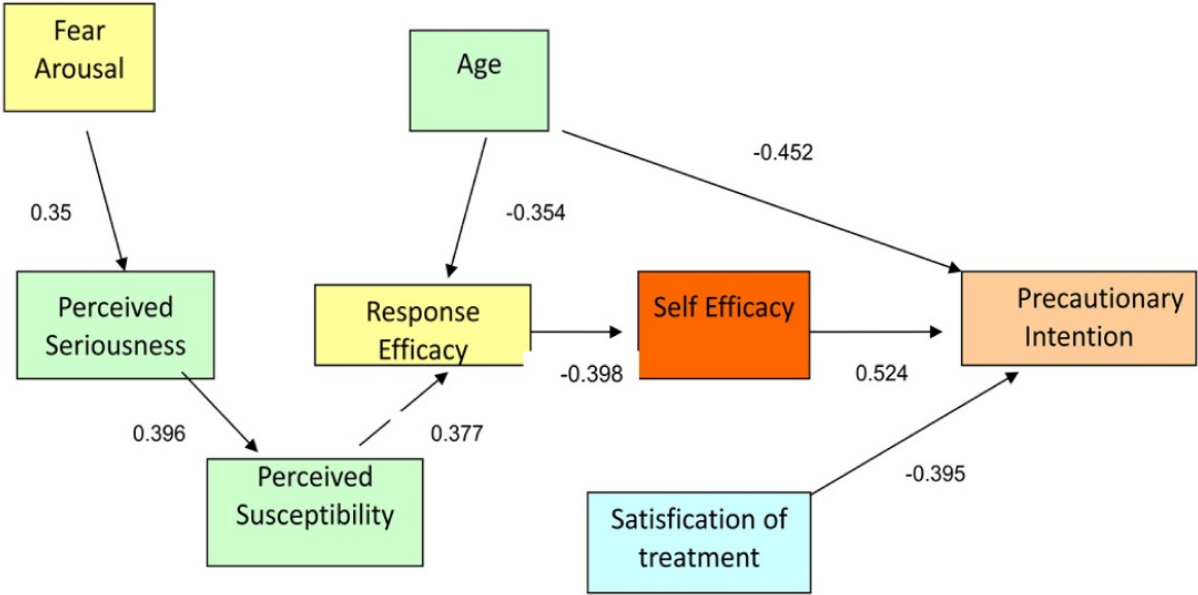 Fear
Arousal
Age
-0.452
0.35
-0.354
Perceived
Seriousness
Response
Efficacy
Self Efficacy
Precautionary
Intention
-0.398
0.524
0.396
0.377
Perceived
Susceptibility
-0.395
Satisfication of
treatment